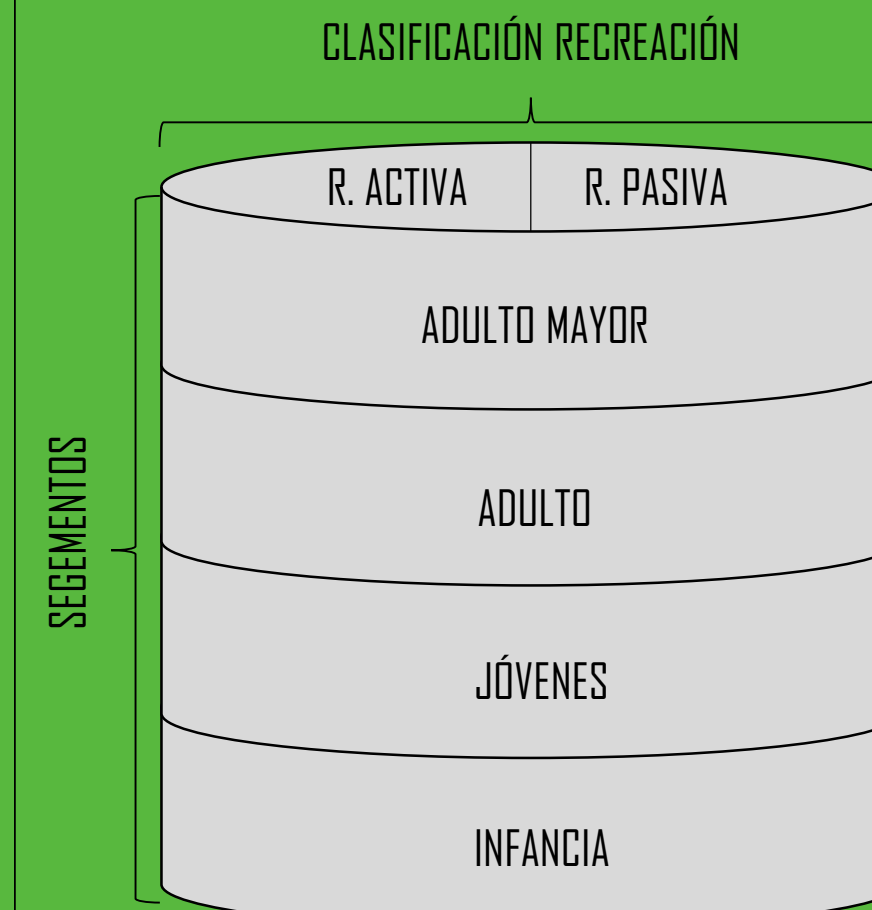 CLASIFICACIÓN RECREACIÓN
R. ACTIVA
R. PASIVA
ADULTO MAYOR
ADULTO
SEGEMENTOS
JÓVENES
INFANCIA